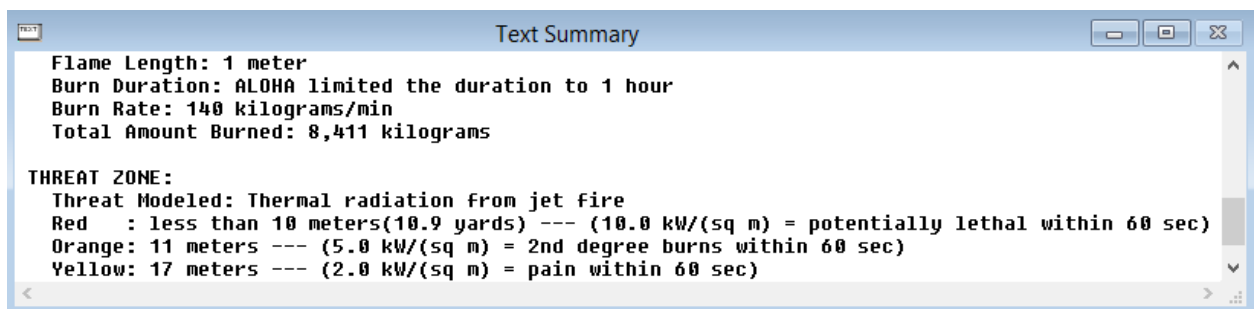 Text Summary
Flame Length: 1 meter
Burn Duration: ALOHA limited the duration to 1 hour
Burn Rate: 140 kilograms/min
Total Amount Burned: 8,411 kilograms
THREAT ZONE:
Threat Modeled: Thermal radiation from jet fire
Red   : less than 10 meters(10.9 yards) --- (10.0 kW/(sq m) = potentially lethal within 60 sec)
Orange: 11 meters --- (5.0 kW/(sq m) = 2nd degree burns within 60 sec)
Yellow: 17 meters --- (2.0 kW/(sq m) = pain within 60 sec)